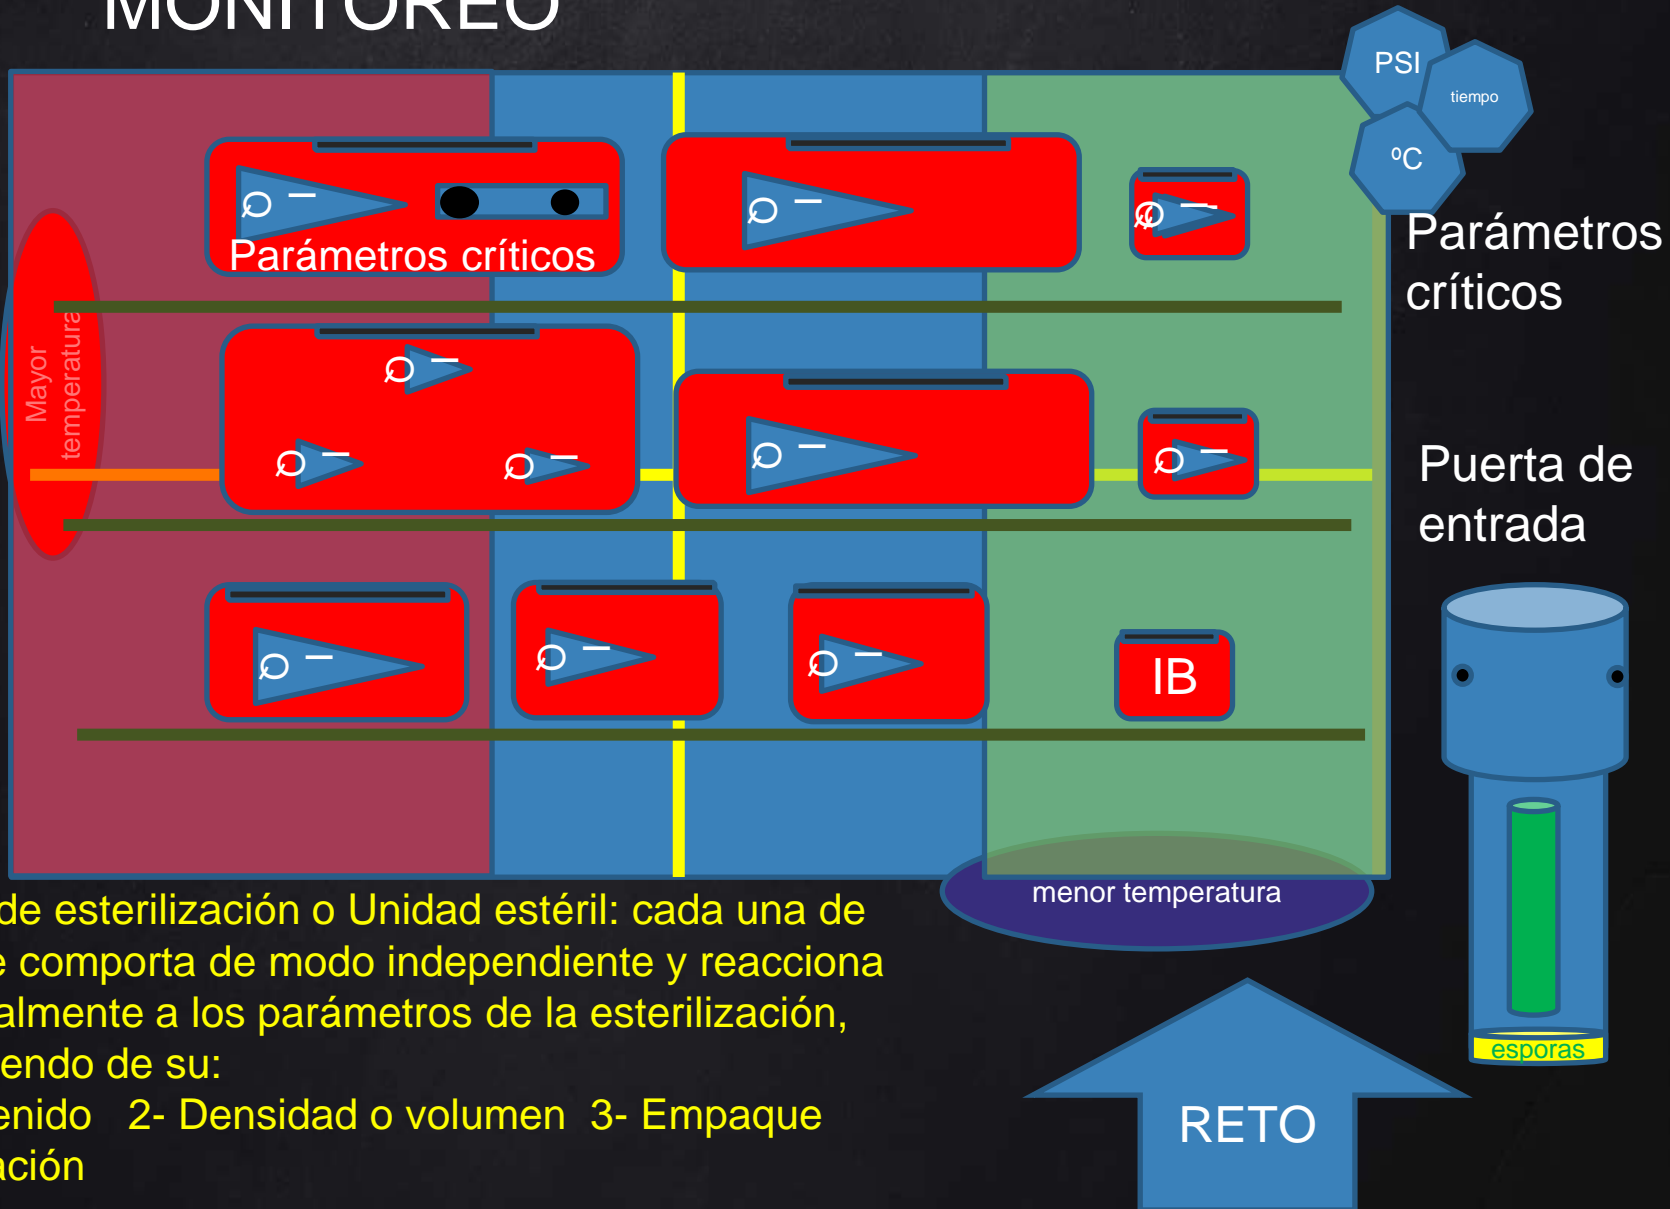 MONITOREO
PSI
tiempo
ºC
Parámetros
críticos
Q I
Q I
Q I
Parámetros críticos
Mayor
temperatura
Q I
Q I
Q I
Q I
Q I
Puerta de
entrada
Q I
Q I
Q I
IB
menor temperatura
esporas
RETO
de esterilización o Unidad estéril: cada una de
comporta de modo independiente y reacciona
almente a los parámetros de la esterilización,
endo de su:
enido 2- Densidad o volumen 3- Empaque
ación